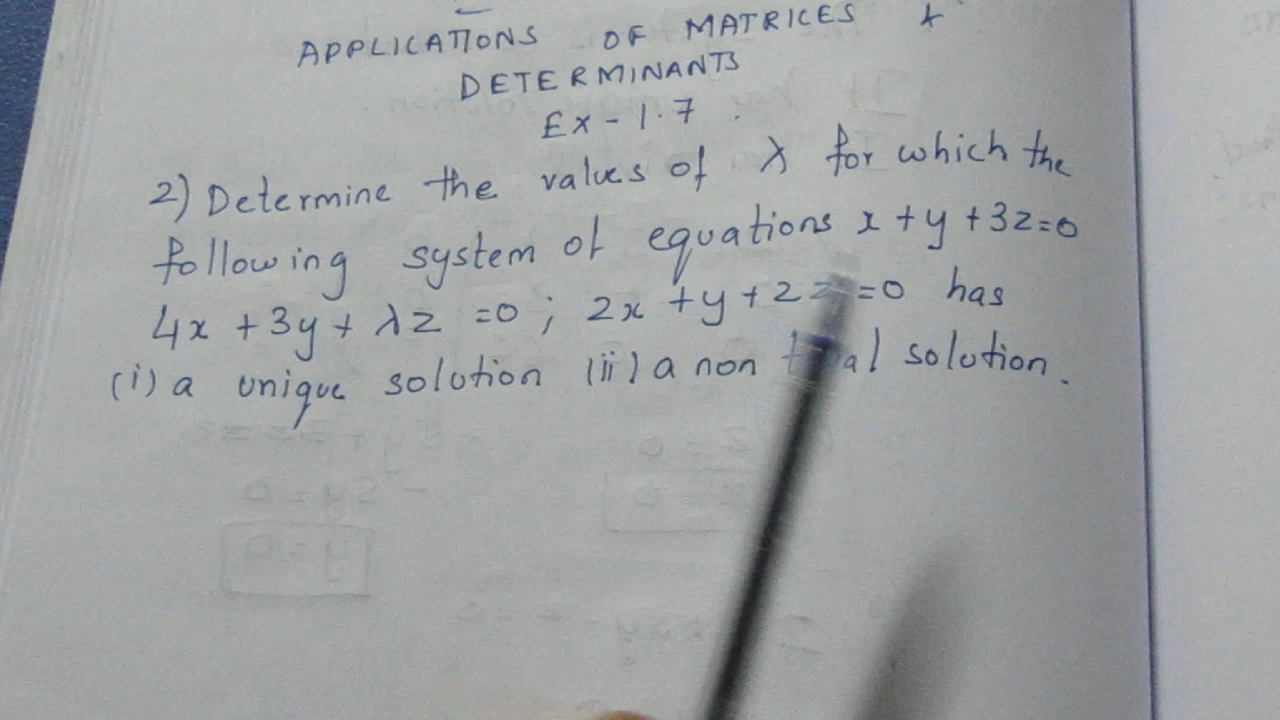 APPLICATIONS OF MATRICES &
DETERMINANTS
Ex - 1.7
2) Determine the values of λ for which the
following system of equations x + y + 3z = 0
4x + 3y + λz = 0 ; 2x + y + 2z = 0 has
(i) a unique solution (ii) a non solution.